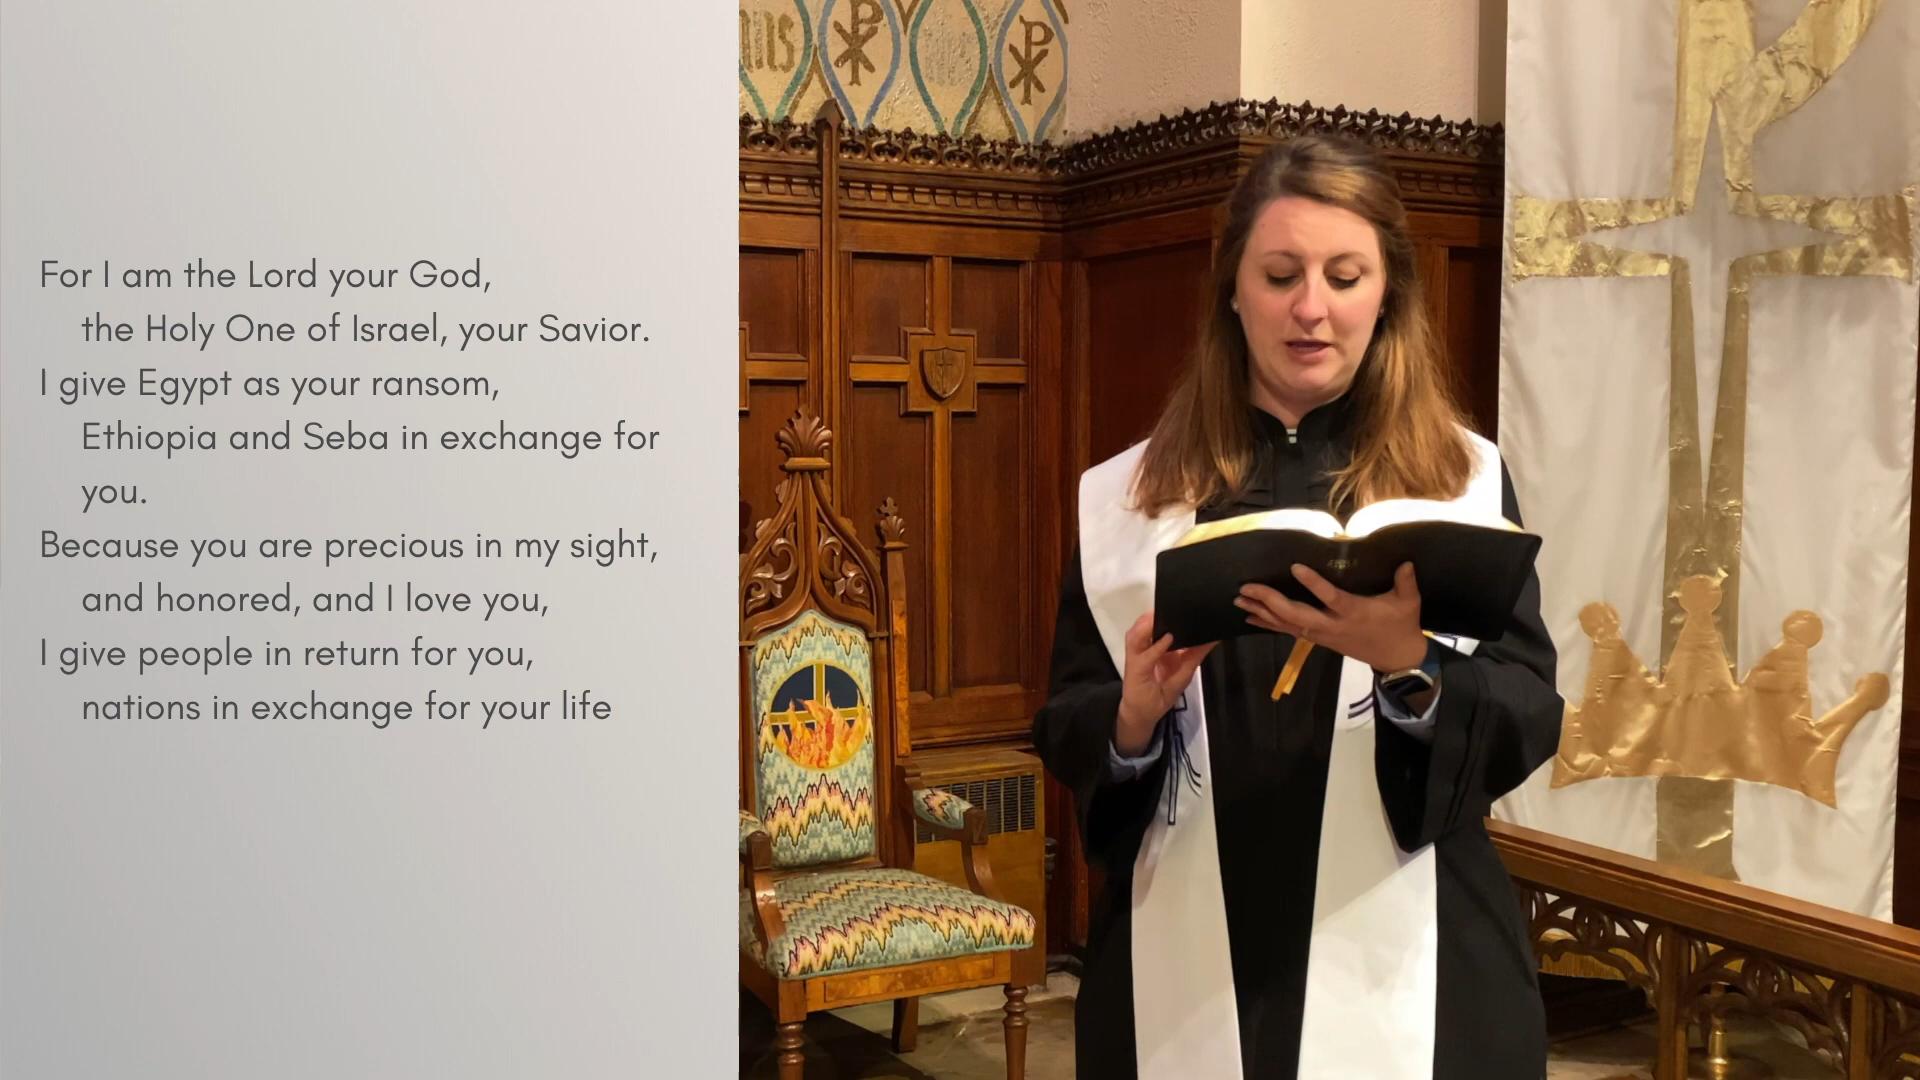 For I am the Lord your God,
the Holy One of Israel, your Savior.
I give Egypt as your ransom,
Ethiopia and Seba in exchange for
you.
Because you are precious in my sight,
and honored, and I love you,
I give people in return for you,
nations in exchange for your life